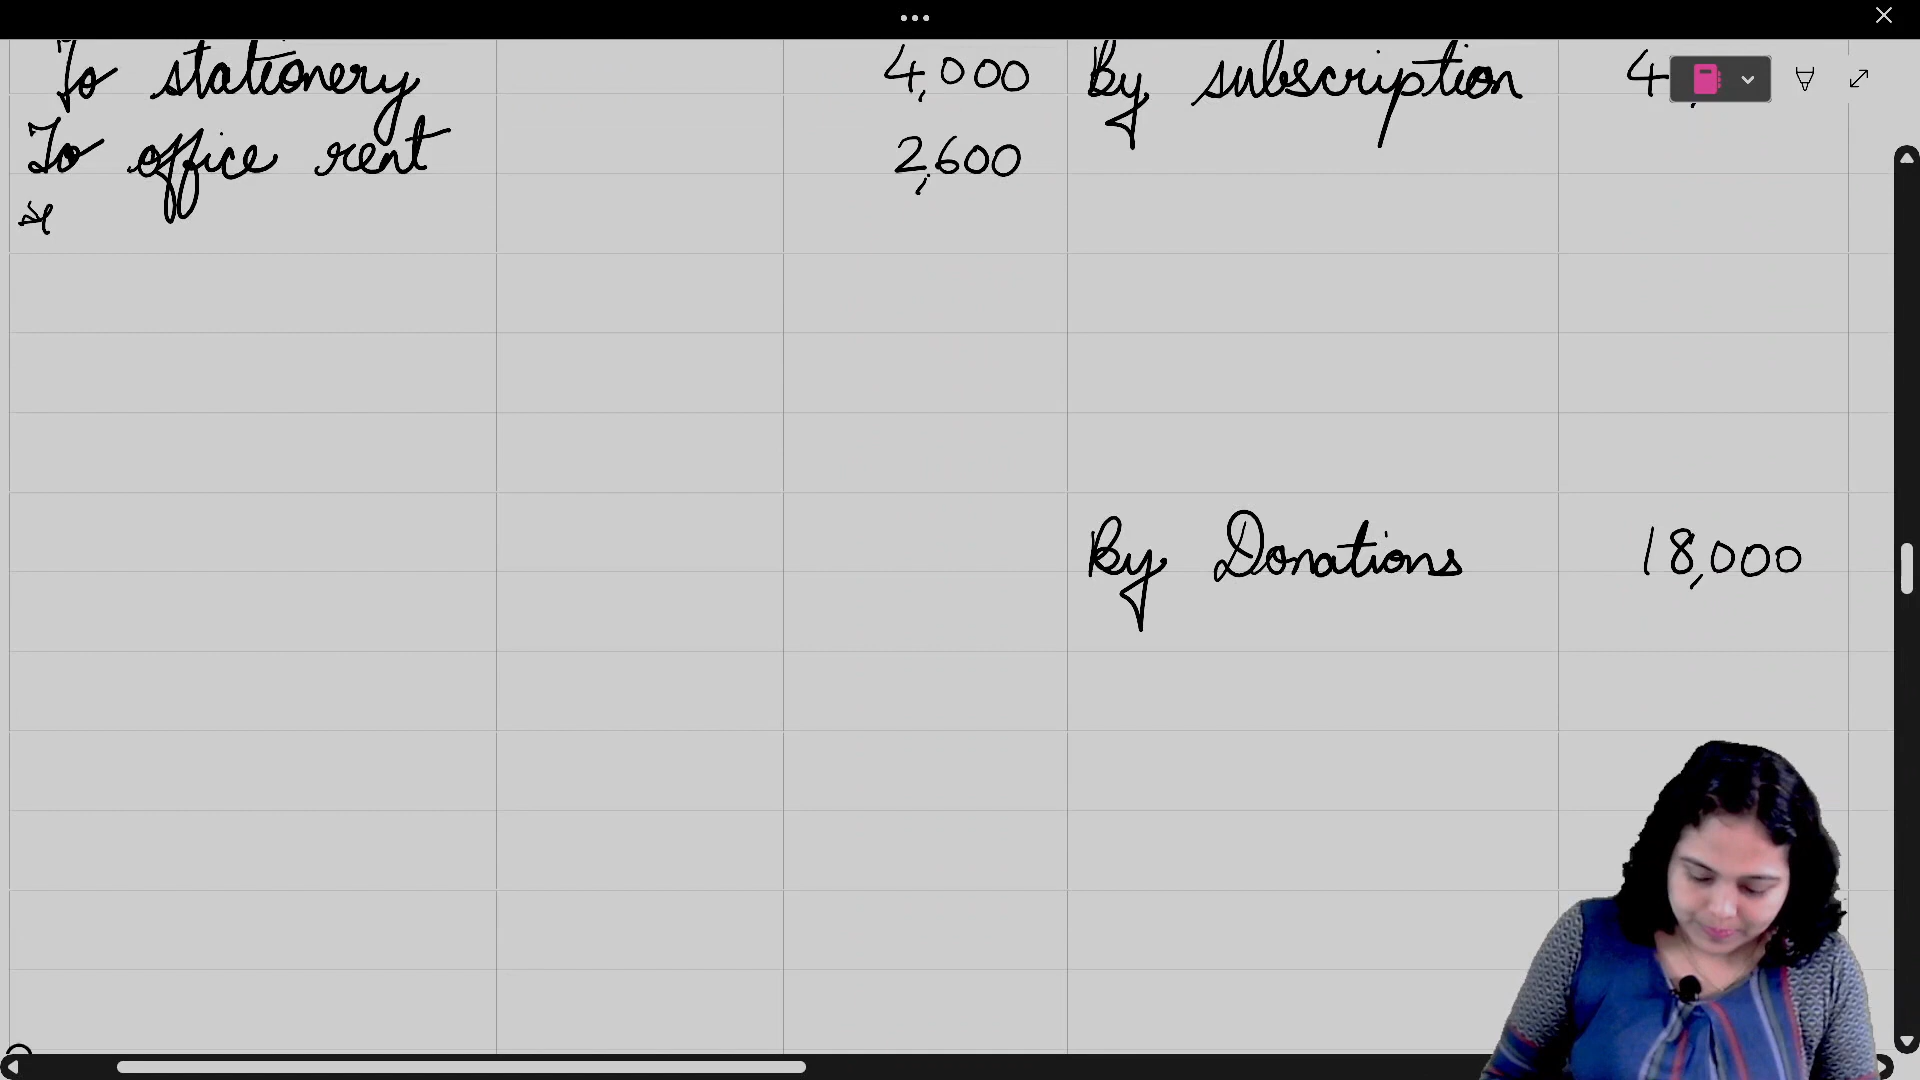 To stationery 4,000 By subscription 4
To office rent 2,600
By Donations 18,000